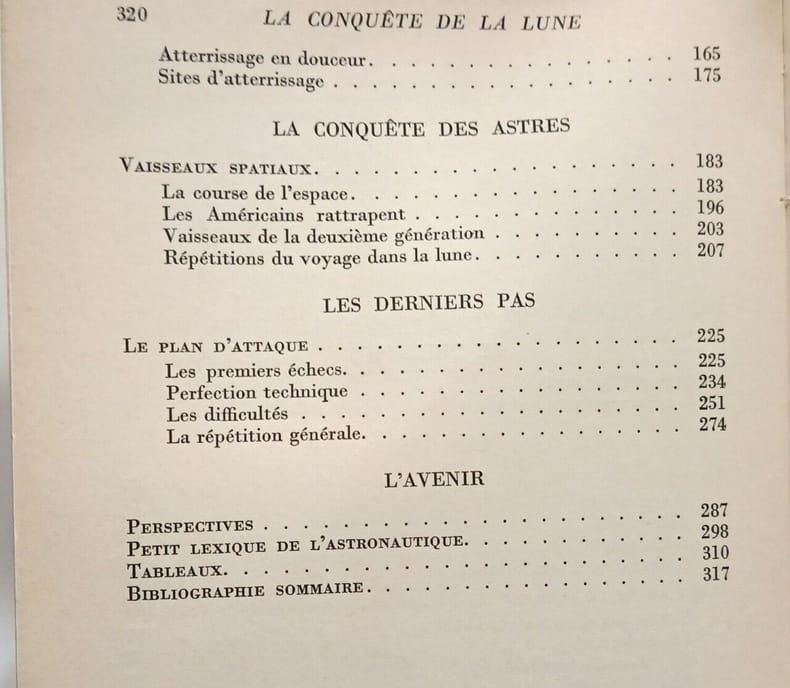 320 LA CONQUÊTE DE LA LUNE
Atterrissage en douceur. . . . . . . . . . . . . . . . 165
Sites d'atterrissage . . . . . . . . . . . . . . . . . . 175
LA CONQUÊTE DES ASTRES
VAISSEAUX SPATIAUX. . . . . . . . . . . . . . . . . . . 183
La course de l'espace. . . . . . . . . . . . . . . . . 183
Les Américains rattrapent . . . . . . . . . . . . . . 196
Vaisseaux de la deuxième génération . . . . . . . . . . 203
Répétitions du voyage dans la lune. . . . . . . . . . . 207
LES DERNIERS PAS
LE PLAN D'ATTAQUE . . . . . . . . . . . . . . . . . . . 225
Les premiers échecs. . . . . . . . . . . . . . . . . . 225
Perfection technique . . . . . . . . . . . . . . . . . 234
Les difficultés . . . . . . . . . . . . . . . . . . . . 251
La répétition générale. . . . . . . . . . . . . . . . . 274
L'AVENIR
PERSPECTIVES . . . . . . . . . . . . . . . . . . . . . . 287
PETIT LEXIQUE DE L'ASTRONAUTIQUE. . . . . . . . . . . . 298
TABLEAUX. . . . . . . . . . . . . . . . . . . . . . . . 310
BIBLIOGRAPHIE SOMMAIRE. . . . . . . . . . . . . . . . . 317